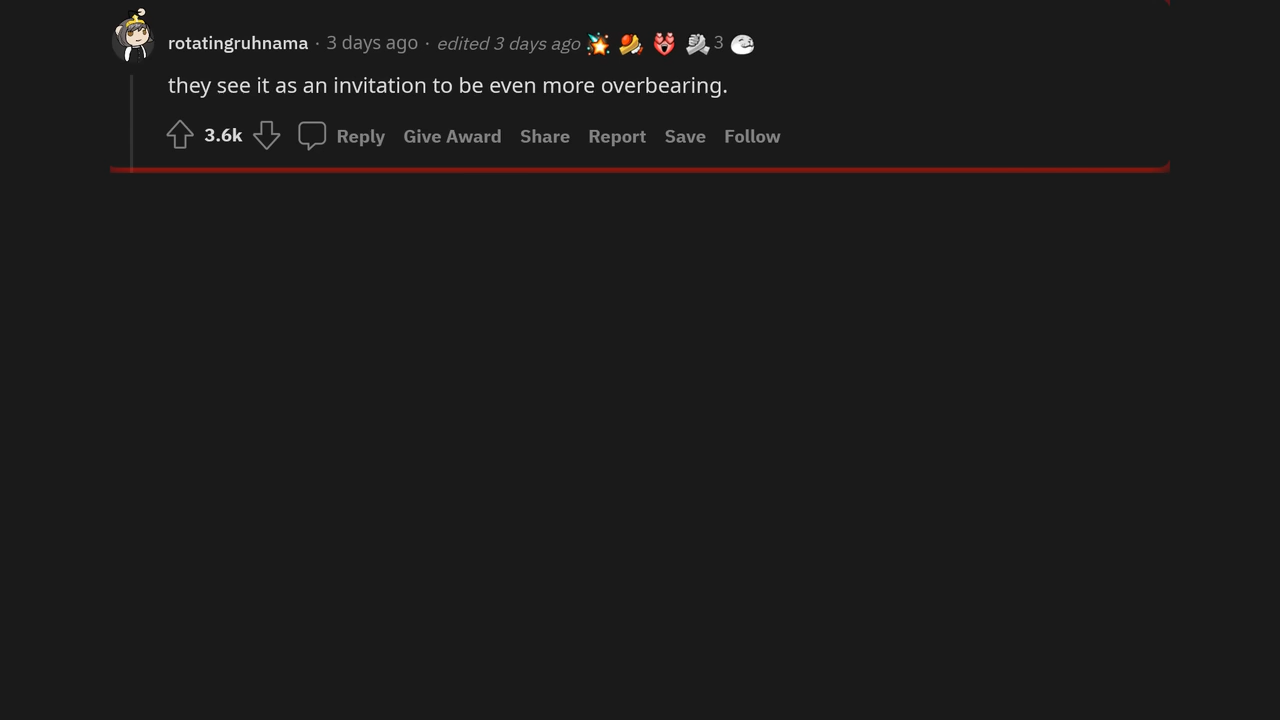 rotatingruhnama · 3 days ago · edited 3 days ago 3
they see it as an invitation to be even more overbearing.
3.6k Reply Give Award Share Report Save Follow